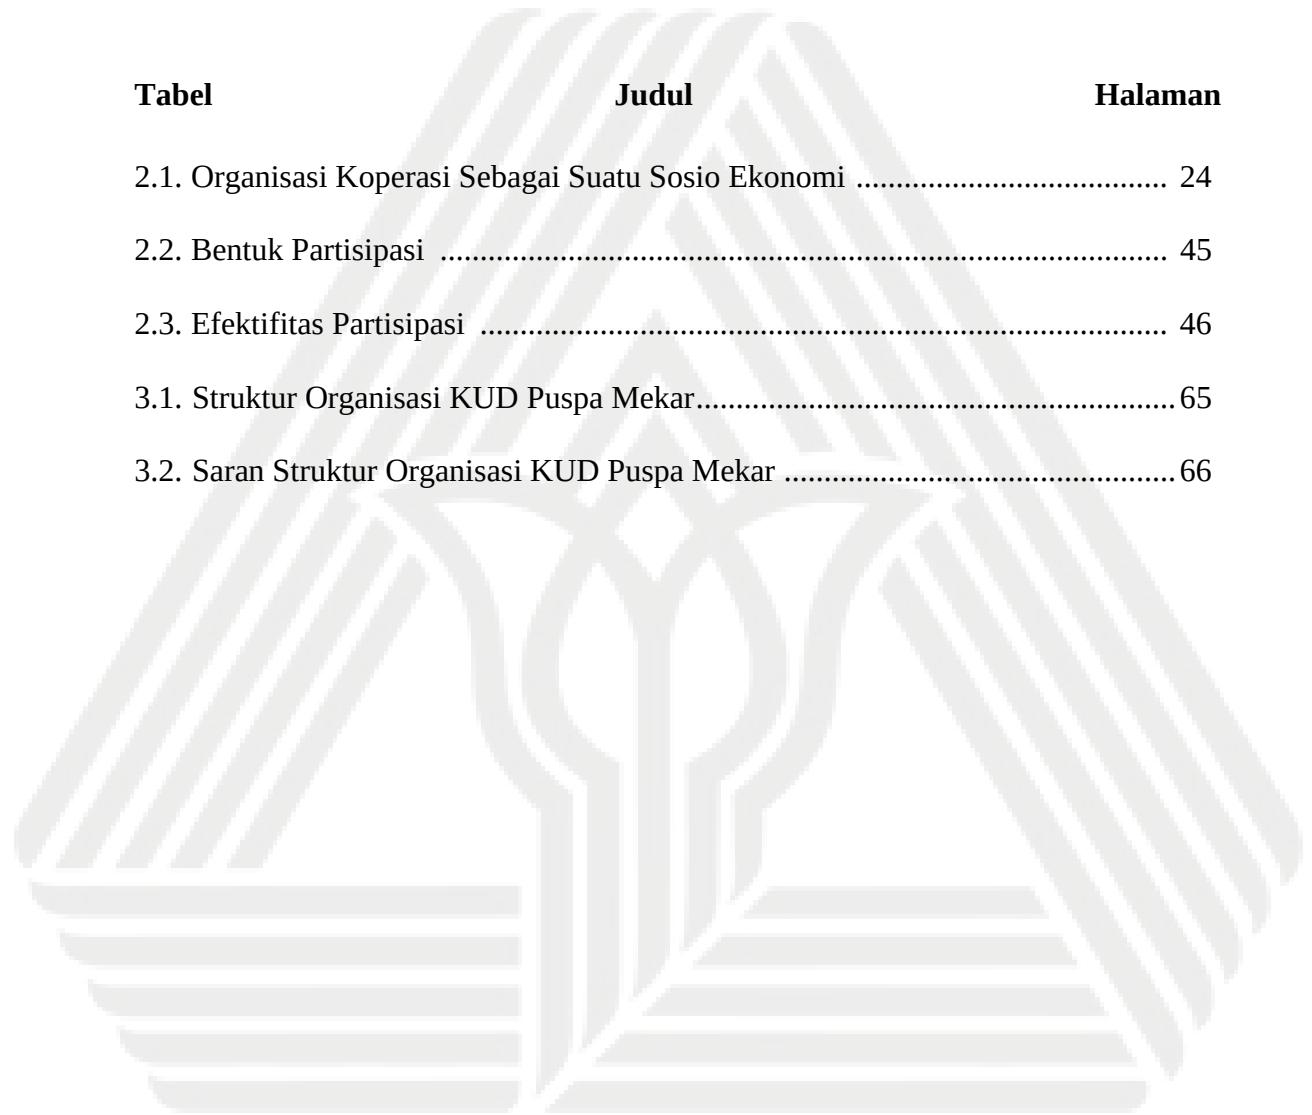 Tabel Judul Halaman
2.1. Organisasi Koperasi Sebagai Suatu Sosio Ekonomi ....................................... 24
2.2. Bentuk Partisipasi ........................................................................................... 45
2.3. Efektifitas Partisipasi ...................................................................................... 46
3.1. Struktur Organisasi KUD Puspa Mekar............................................................ 65
3.2. Saran Struktur Organisasi KUD Puspa Mekar ................................................. 66